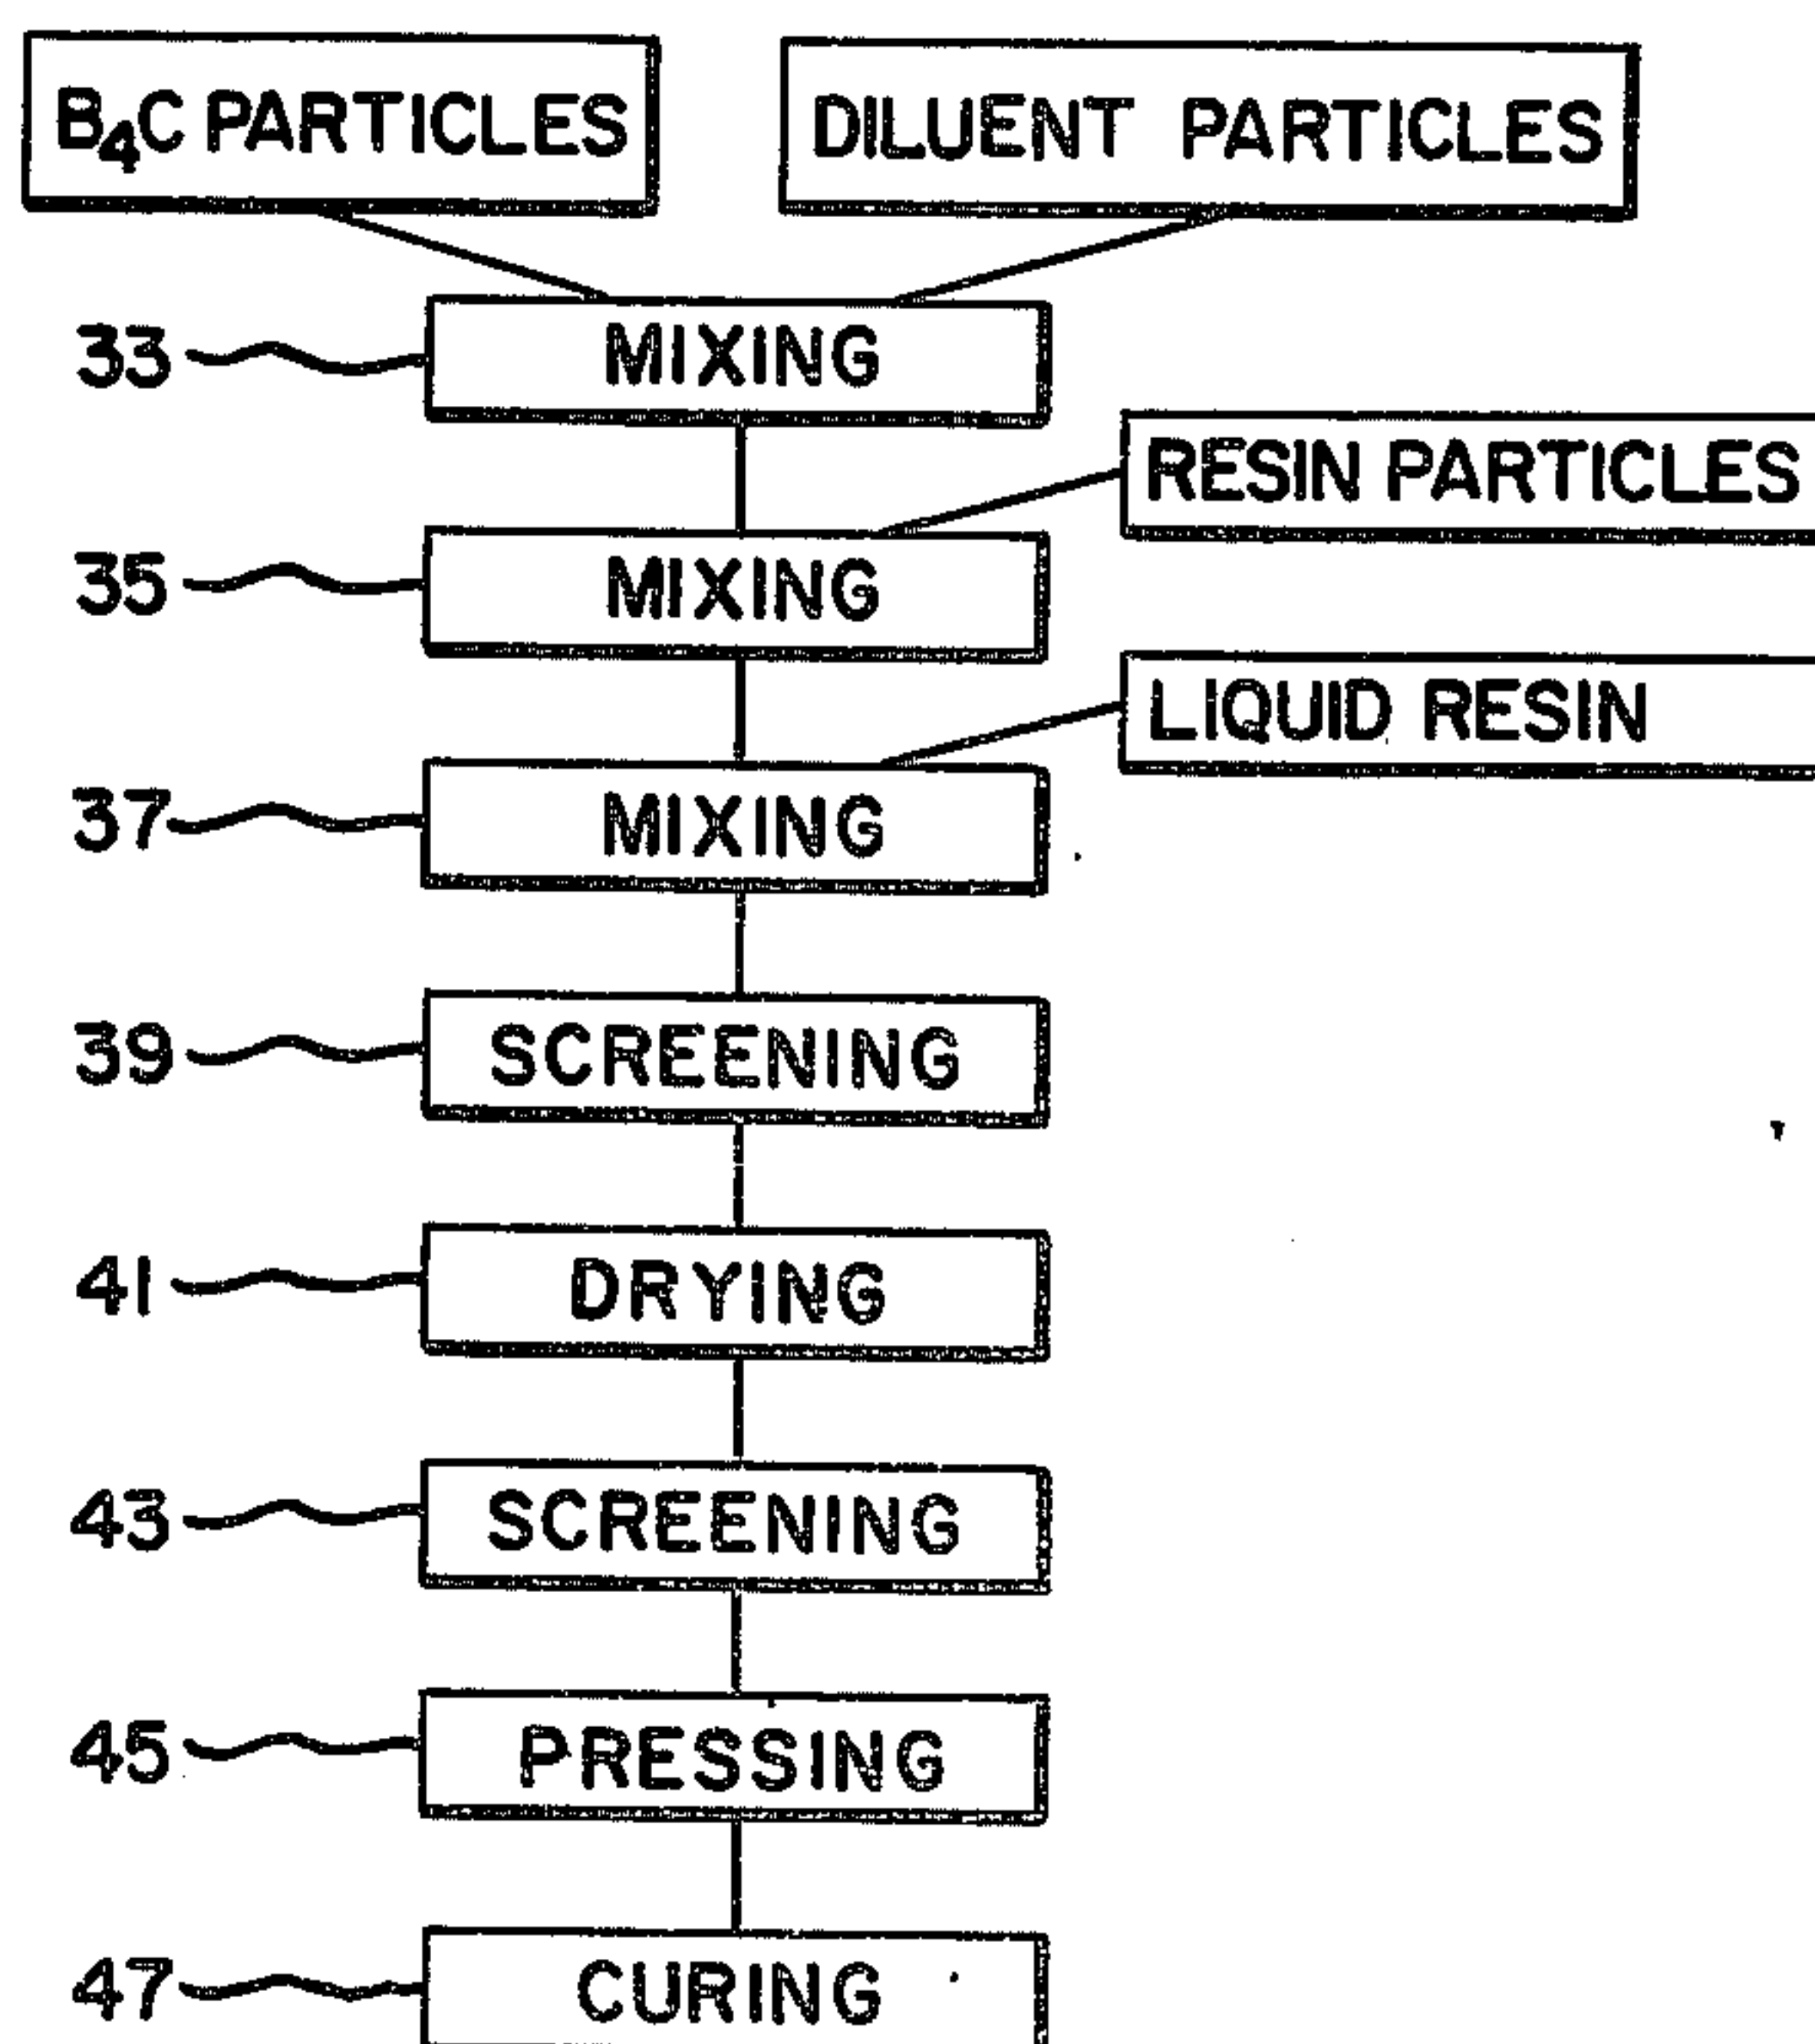 B₄C PARTICLES
DILUENT PARTICLES
33 MIXING
RESIN PARTICLES
35 MIXING
LIQUID RESIN
37 MIXING
39 SCREENING
41 DRYING
43 SCREENING
45 PRESSING
47 CURING